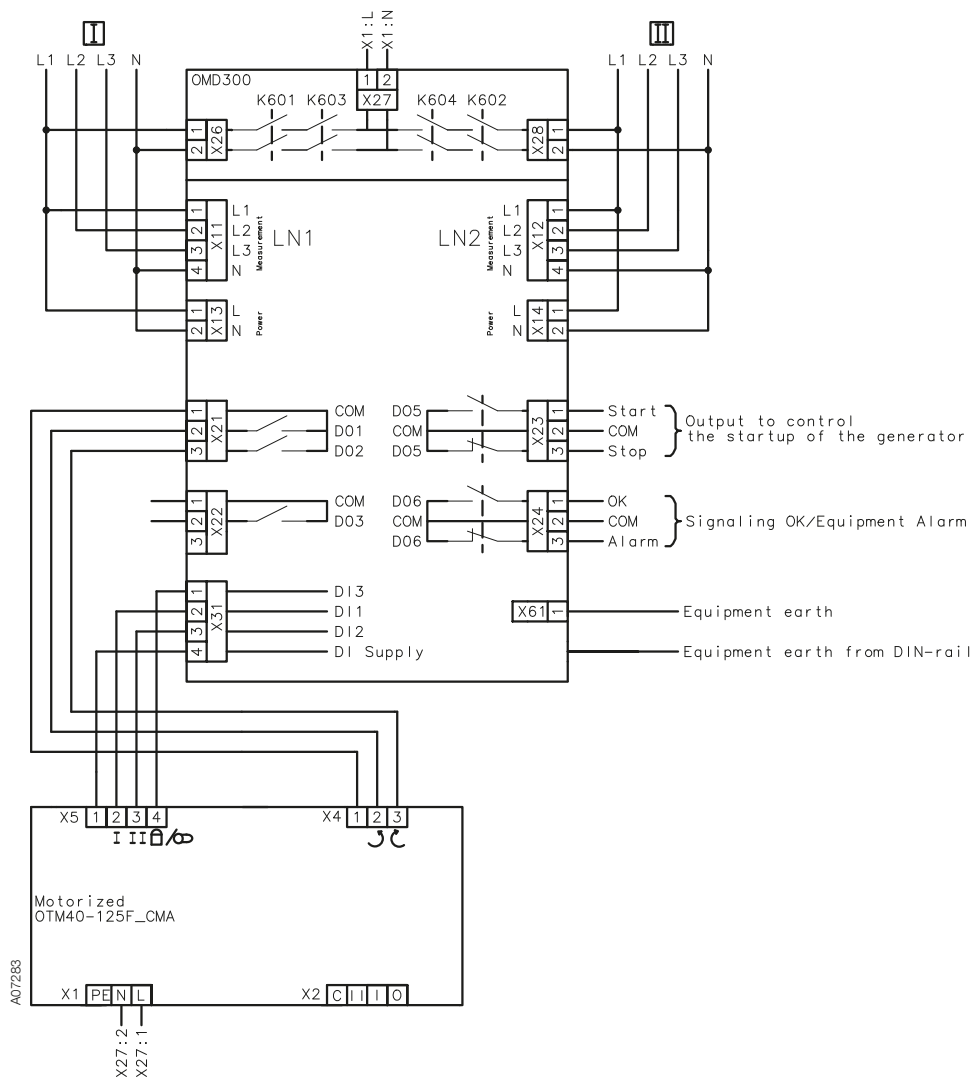 I
II
X1:L
X1:N
L1 L2 L3 N
L1 L2 L3 N
OMD300
1 2
X27
K601 K603
K604 K602
1
2
X26
X28
1
2
1
2
3
4
X11
L1
L2
L3
N
Measurement
LN1
LN2
Measurement
L1
L2
L3
N
X12
1
2
3
4
1
2
X13
L
N
Power
Power
L
N
X14
1
2
1
2
3
X21
COM
DO1
DO2
DO5
COM
DO5
X23
1
2
3
Start
COM
Stop
Output to control
the startup of the generator
1
2
3
X22
COM
DO3
DO6
COM
DO6
X24
1
2
3
OK
COM
Alarm
Signaling OK/Equipment Alarm
1
2
3
4
X31
DI3
DI1
DI2
DI Supply
X61 1
Equipment earth
Equipment earth from DIN-rail
X5 1 2 3 4
I II /
X4 1 2 3
Motorized
OTM40-125F_CMA
X1 PE N L
X2 C II I O
X27:2
X27:1
A07283